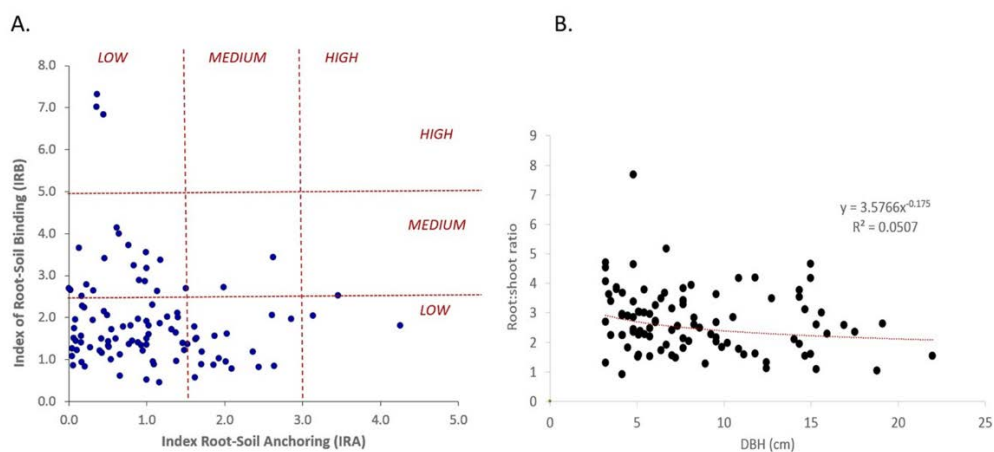 A.
LOW MEDIUM HIGH
8.0
7.0
HIGH
6.0
5.0
MEDIUM
4.0
3.0
LOW
2.0
1.0
0.0
0.0 1.0 2.0 3.0 4.0 5.0
Index of Root-Soil Binding (IRB)
Index Root-Soil Anchoring (IRA)
B.
9
8
7
6
5
4
3
2
1
0
y = 3.5766x^-0.175
R² = 0.0507
0 5 10 15 20 25
Root:shoot ratio
DBH (cm)